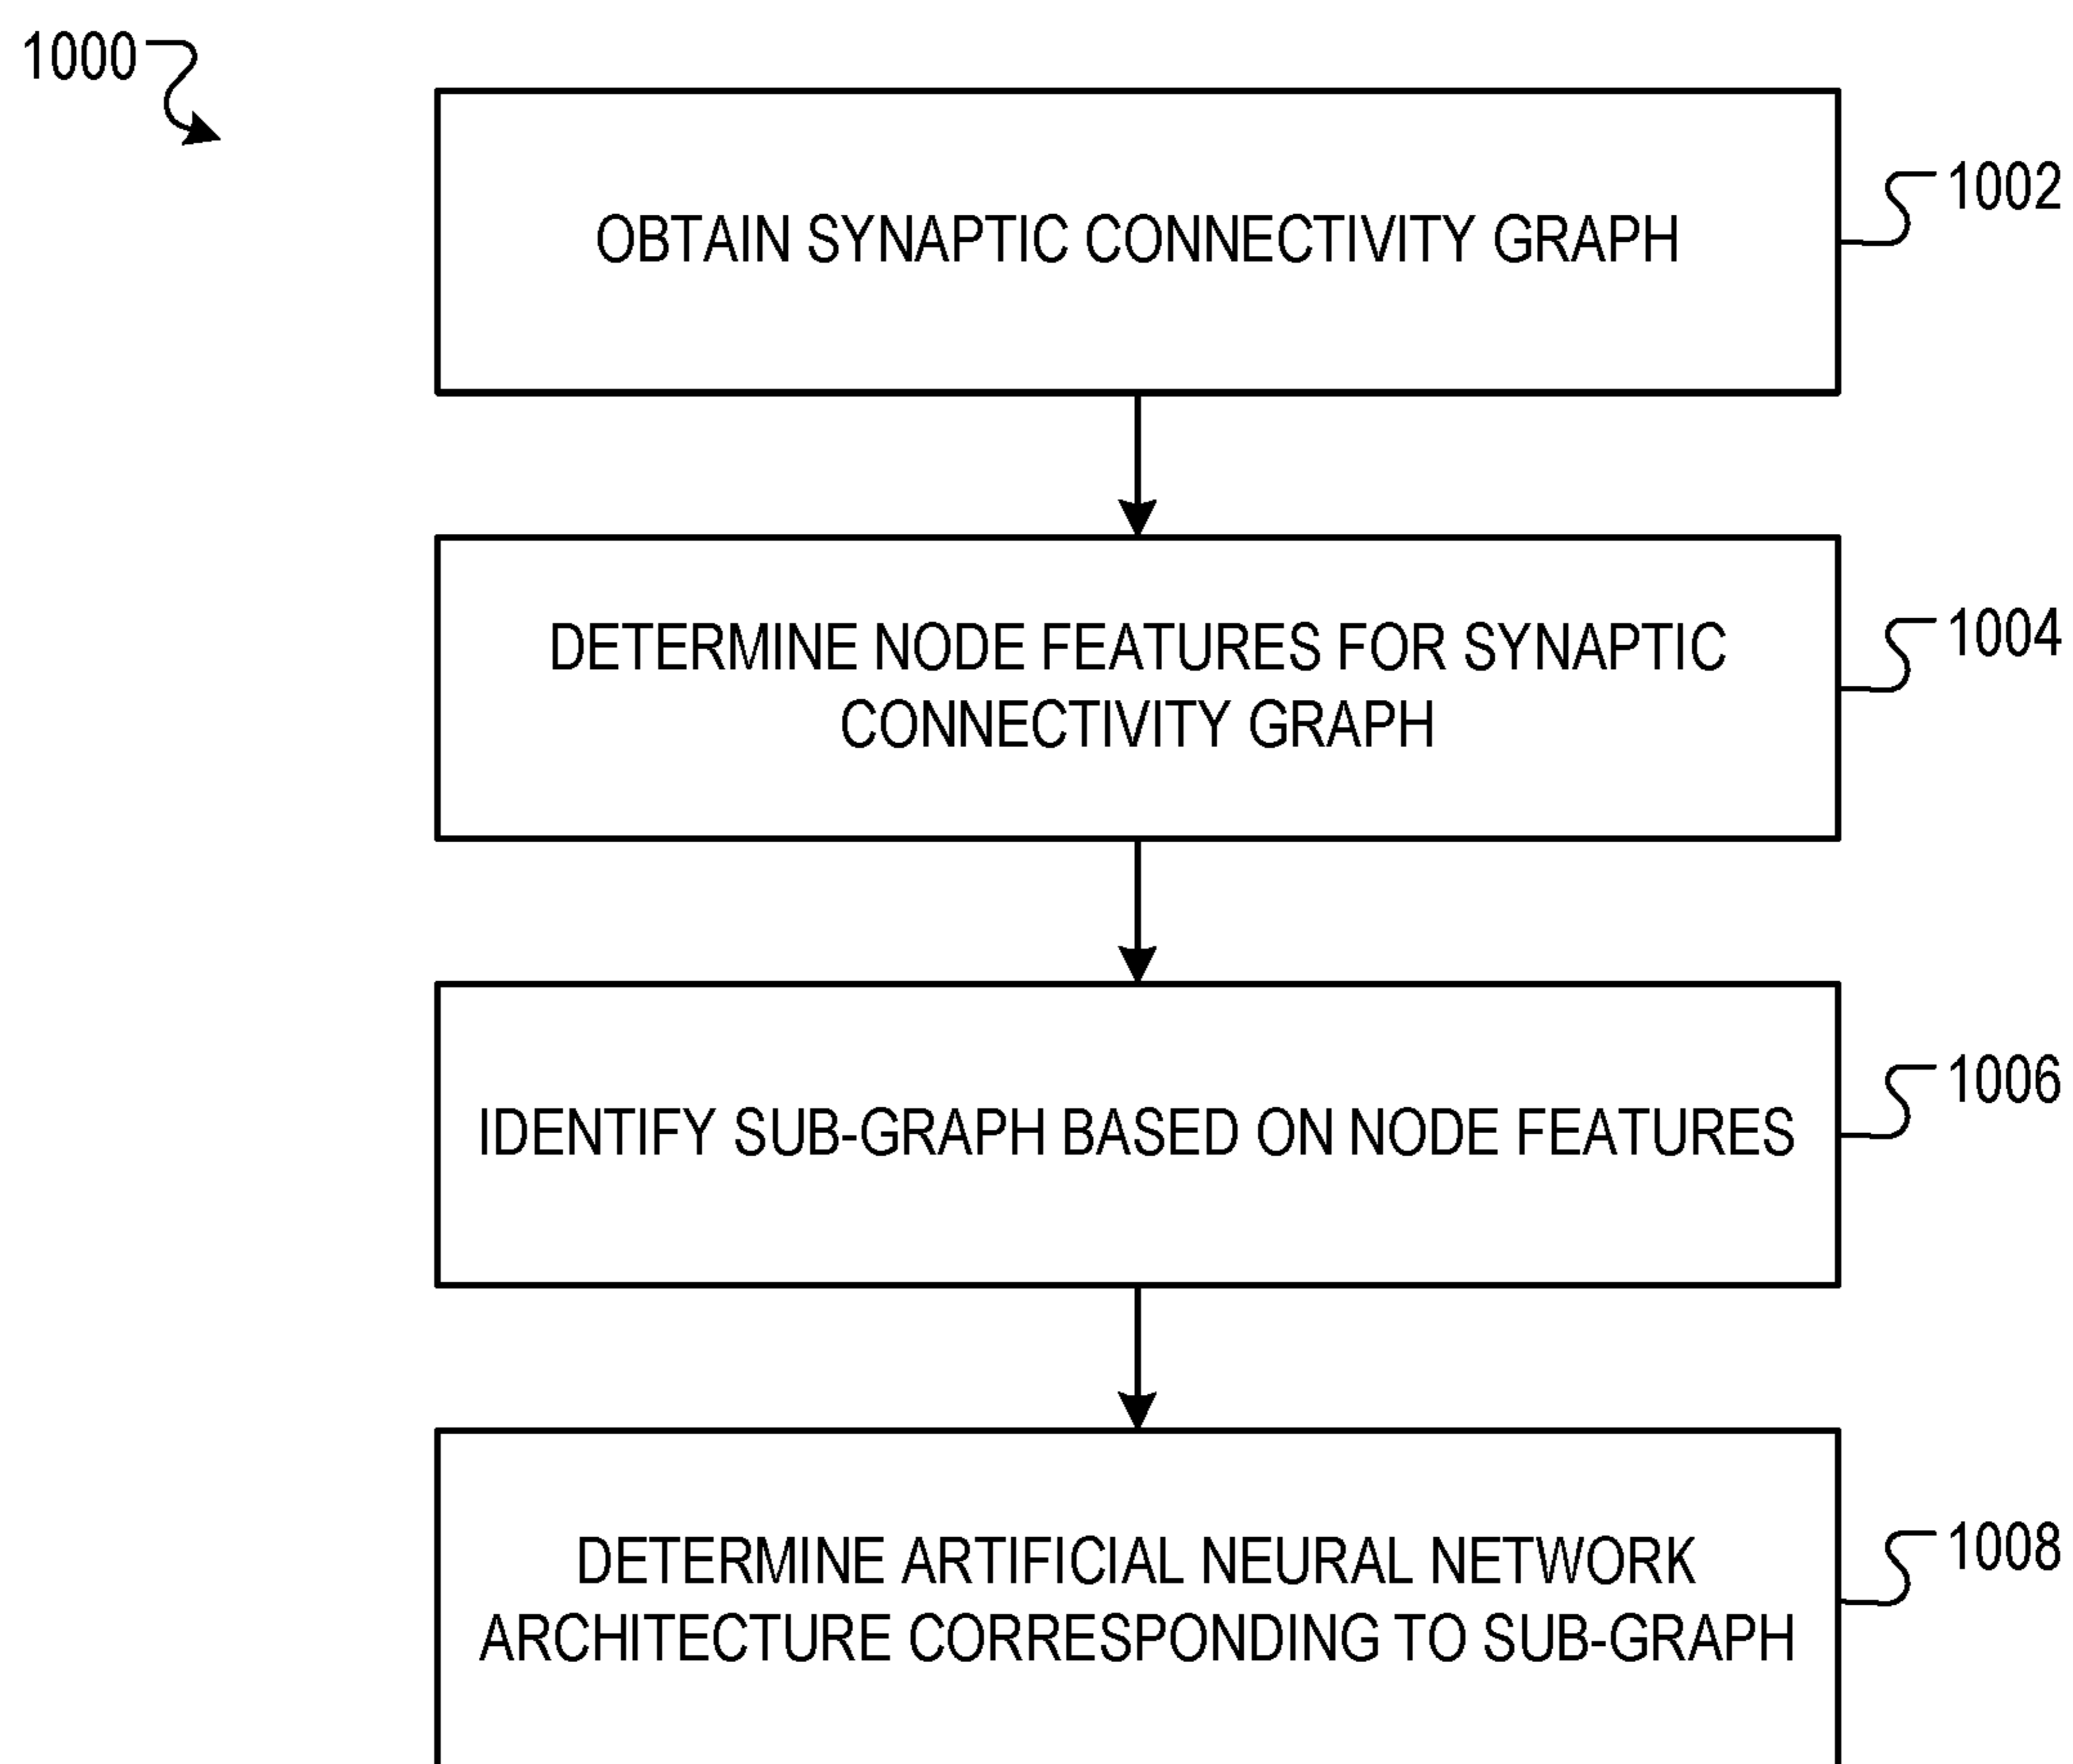 1000
OBTAIN SYNAPTIC CONNECTIVITY GRAPH
1002
DETERMINE NODE FEATURES FOR SYNAPTIC
CONNECTIVITY GRAPH
1004
IDENTIFY SUB-GRAPH BASED ON NODE FEATURES
1006
DETERMINE ARTIFICIAL NEURAL NETWORK
ARCHITECTURE CORRESPONDING TO SUB-GRAPH
1008